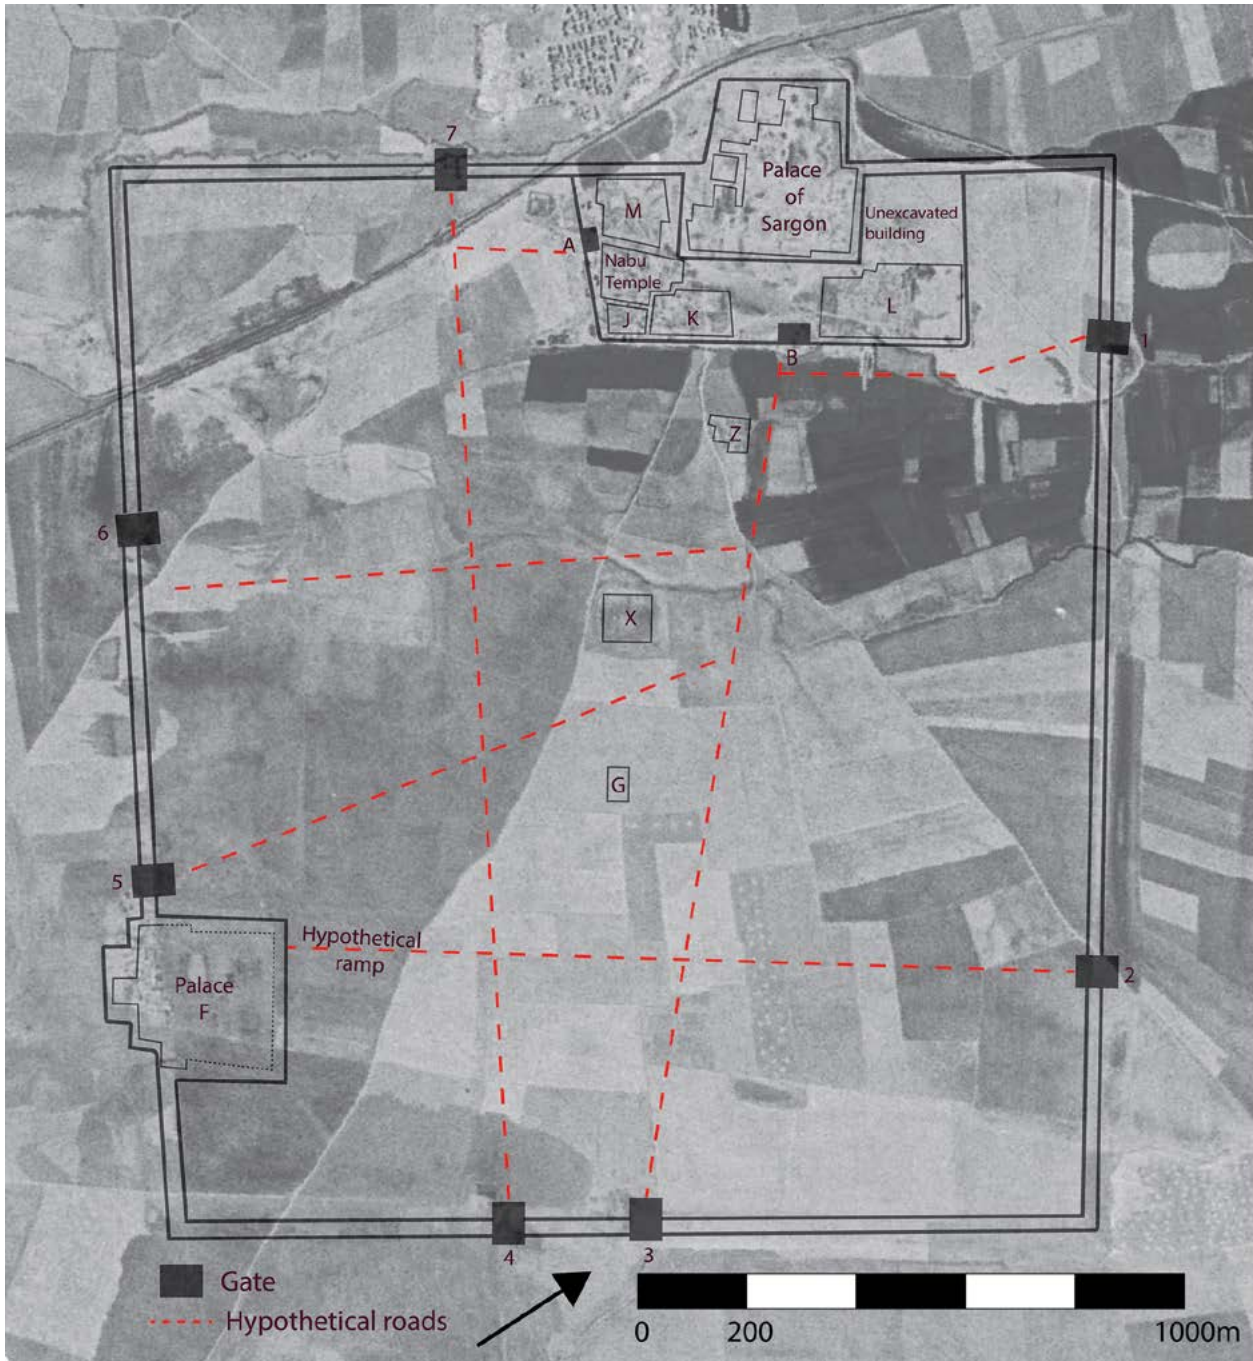 7
Palace
of
Sargon
M
Unexcavated
building
A
Nabu
Temple
L
J
K
1
B
Z
6
X
G
5
Hypothetical
ramp
2
Palace
F
4
3
Gate
Hypothetical roads
0
200
1000m